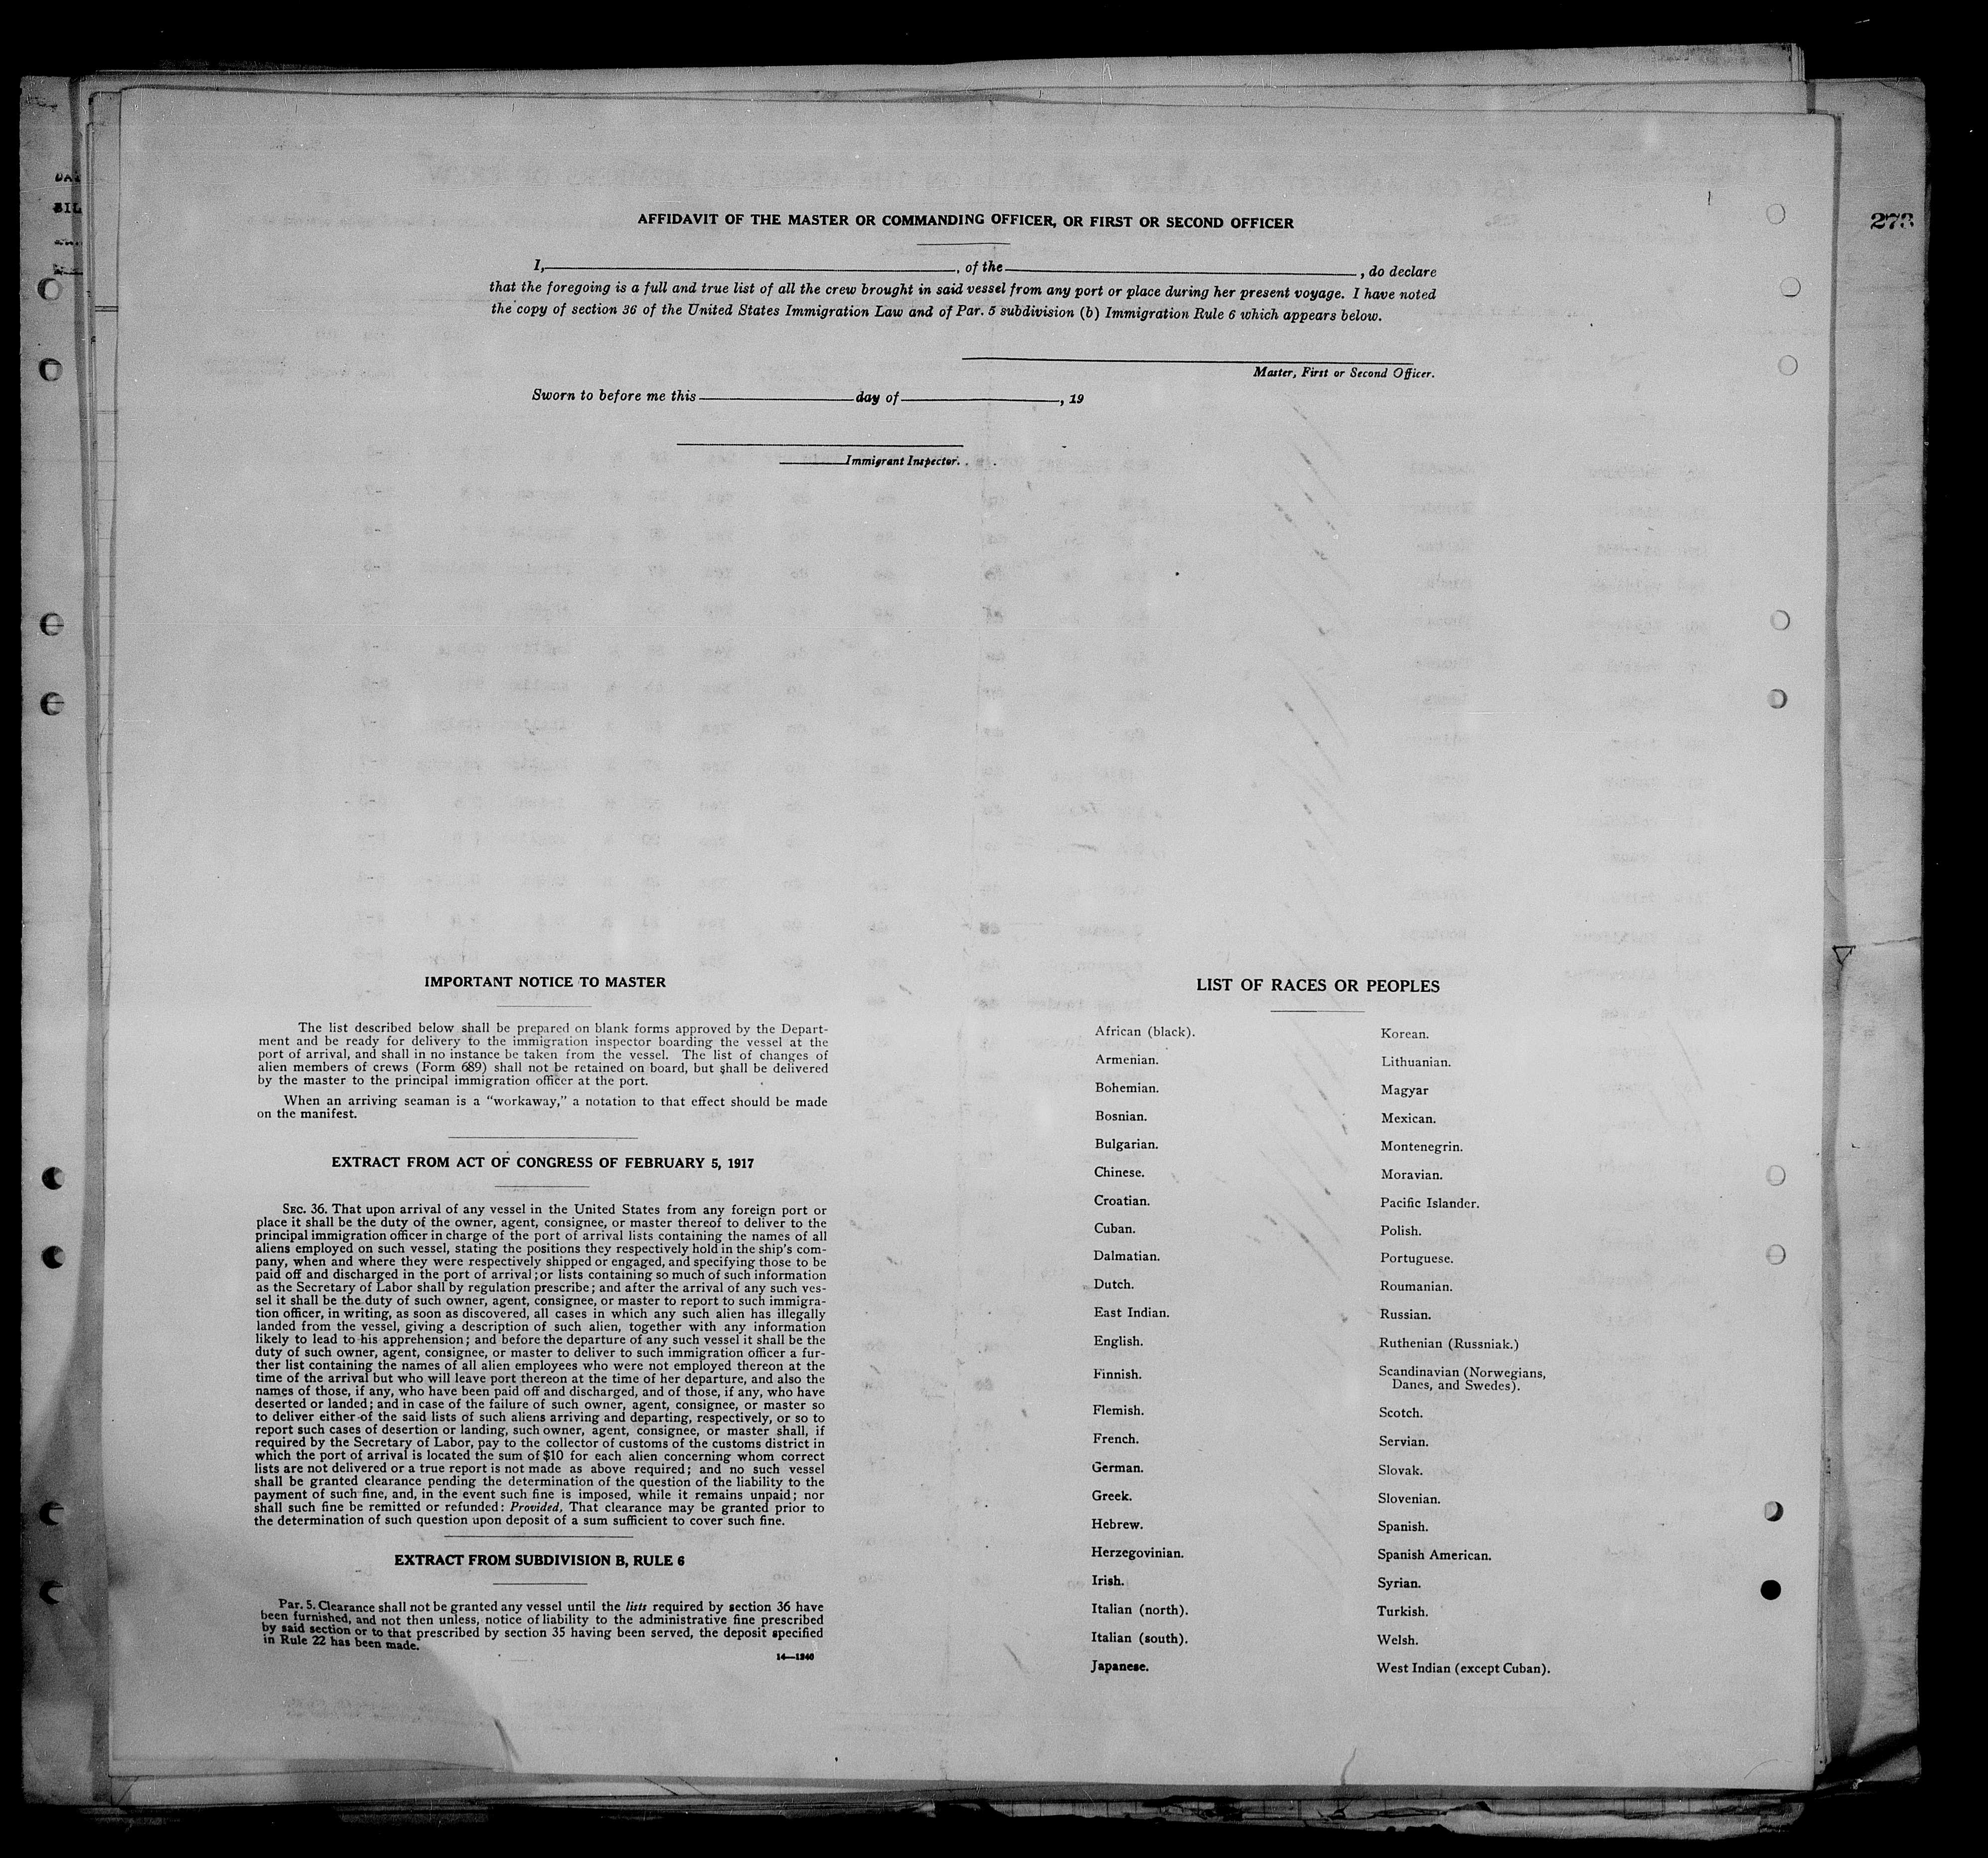 273
AFFIDAVIT OF THE MASTER OR COMMANDING OFFICER, OR FIRST OR SECOND OFFICER
I, , of the , do declare
that the foregoing is a full and true list of all the crew brought in said vessel from any port or place during her present voyage. I have noted
the copy of section 36 of the United States Immigration Law and of Par. 5 subdivision (b) Immigration Rule 6 which appears below.
Master, First or Second Officer.
Sworn to before me this day of , 19
Immigrant Inspector.
IMPORTANT NOTICE TO MASTER
The list described below shall be prepared on blank forms approved by the Depart-
ment and be ready for delivery to the immigration inspector boarding the vessel at the
port of arrival, and shall in no instance be taken from the vessel. The list of changes of
alien members of crews (Form 689) shall not be retained on board, but shall be delivered
by the master to the principal immigration officer at the port.
When an arriving seaman is a "workaway," a notation to that effect should be made
on the manifest.
EXTRACT FROM ACT OF CONGRESS OF FEBRUARY 5, 1917
SEC. 36. That upon arrival of any vessel in the United States from any foreign port or
place it shall be the duty of the owner, agent, consignee, or master thereof to deliver to the
principal immigration officer in charge of the port of arrival lists containing the names of all
aliens employed on such vessel, stating the positions they respectively hold in the ship's com-
pany, when and where they were respectively shipped or engaged, and specifying those to be
paid off and discharged in the port of arrival; or lists containing so much of such information
as the Secretary of Labor shall by regulation prescribe; and after the arrival of any such ves-
sel it shall be the duty of such owner, agent, consignee, or master to report to such immigra-
tion officer, in writing, as soon as discovered, all cases in which any such alien has illegally
landed from the vessel, giving a description of such alien, together with any information
likely to lead to his apprehension; and before the departure of any such vessel it shall be the
duty of such owner, agent, consignee, or master to deliver to such immigration officer a fur-
ther list containing the names of all alien employees who were not employed thereon at the
time of the arrival but who will leave port thereon at the time of her departure, and also the
names of those, if any, who have been paid off and discharged, and of those, if any, who have
deserted or landed; and in case of the failure of such owner, agent, consignee, or master so
to deliver either of the said lists of such aliens arriving and departing, respectively, or so to
report such cases of desertion or landing, such owner, agent, consignee, or master shall, if
required by the Secretary of Labor, pay to the collector of customs of the customs district in
which the port of arrival is located the sum of $10 for each alien concerning whom correct
lists are not delivered or a true report is not made as above required; and no such vessel
shall be granted clearance pending the determination of the question of the liability to the
payment of such fine, and, in the event such fine is imposed, while it remains unpaid; nor
shall such fine be remitted or refunded: Provided, That clearance may be granted prior to
the determination of such question upon deposit of a sum sufficient to cover such fine.
EXTRACT FROM SUBDIVISION B, RULE 6
Par. 5. Clearance shall not be granted any vessel until the lists required by section 36 have
been furnished, and not then unless, notice of liability to the administrative fine prescribed
by said section or to that prescribed by section 35 having been served, the deposit specified
in Rule 22 has been made.
14—1240
LIST OF RACES OR PEOPLES
African (black).
Armenian.
Bohemian.
Bosnian.
Bulgarian.
Chinese.
Croatian.
Cuban.
Dalmatian.
Dutch.
East Indian.
English.
Finnish.
Flemish.
French.
German.
Greek.
Hebrew.
Herzegovinian.
Irish.
Italian (north).
Italian (south).
Japanese.
Korean.
Lithuanian.
Magyar
Mexican.
Montenegrin.
Moravian.
Pacific Islander.
Polish.
Portuguese.
Roumanian.
Russian.
Ruthenian (Russniak.)
Scandinavian (Norwegians,
Danes, and Swedes).
Scotch.
Servian.
Slovak.
Slovenian.
Spanish.
Spanish American.
Syrian.
Turkish.
Welsh.
West Indian (except Cuban).